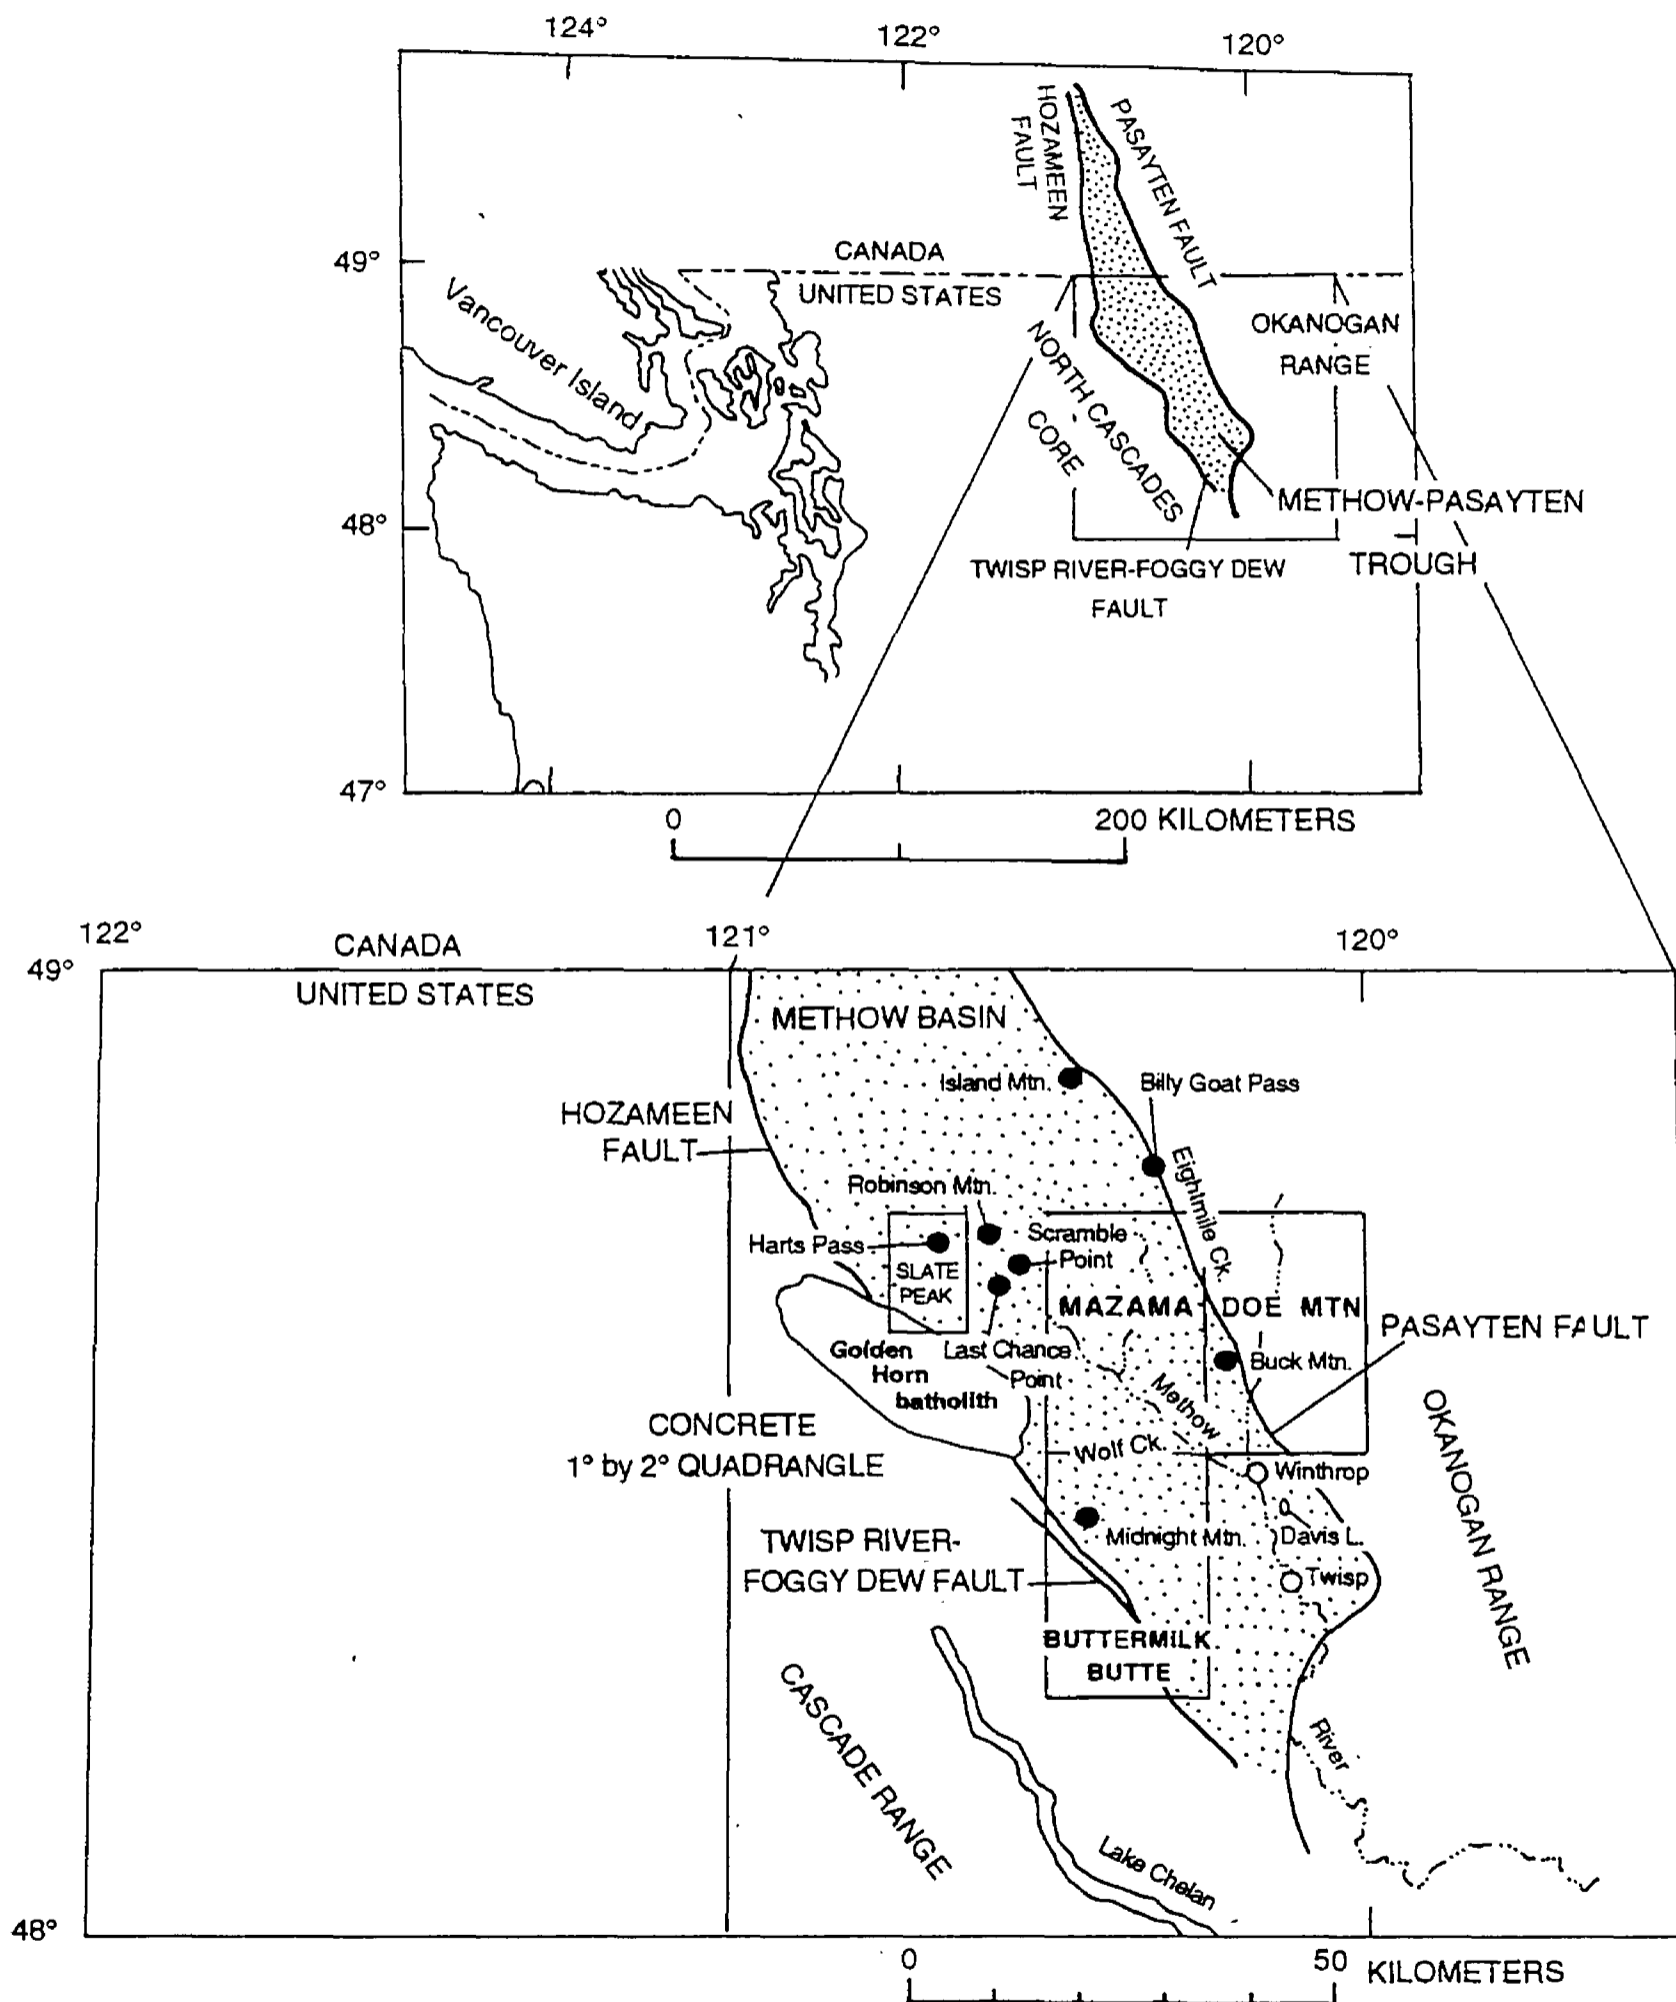 124°
122°
120°
HOZAMEEN
FAULT
PASAYTEN FAULT
49°
CANADA
UNITED STATES
Vancouver Island
NORTH CASCADES
CORE
OKANOGAN
RANGE
48°
METHOW-PASAYTEN
TROUGH
TWISP RIVER-FOGGY DEW
FAULT
47°
0
200 KILOMETERS
122°
121°
120°
CANADA
49°
UNITED STATES
METHOW BASIN
Island Mtn.
Billy Goat Pass
HOZAMEEN
FAULT
Eightmile Ck.
Robinson Mtn.
Harts Pass
Scramble
Point
SLATE
PEAK
MAZAMA
DOE MTN
PASAYTEN FAULT
Golden
Horn
batholith
Last Chance
Point
Buck Mtn.
Methow
CONCRETE
1° by 2° QUADRANGLE
Wolf Ck.
Winthrop
OKANOGAN RANGE
Midnight Mtn.
Davis L.
TWISP RIVER-
FOGGY DEW FAULT
Twisp
BUTTERMILK
BUTTE
CASCADE RANGE
River
Lake Chelan
48°
0
50 KILOMETERS